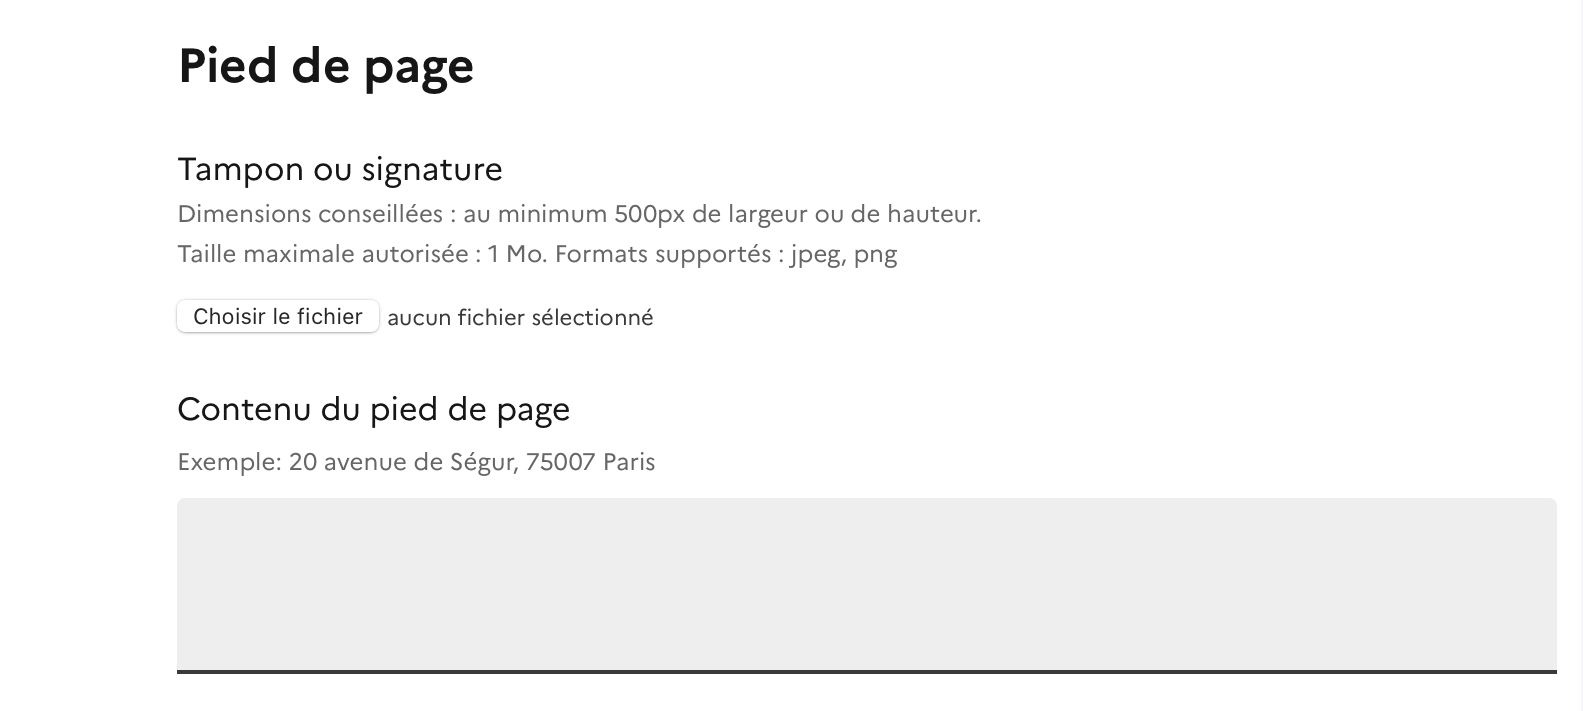 Pied de page
Tampon ou signature
Dimensions conseillées : au minimum 500px de largeur ou de hauteur.
Taille maximale autorisée : 1 Mo. Formats supportés : jpeg, png
Choisir le fichier aucun fichier sélectionné
Contenu du pied de page
Exemple: 20 avenue de Ségur, 75007 Paris